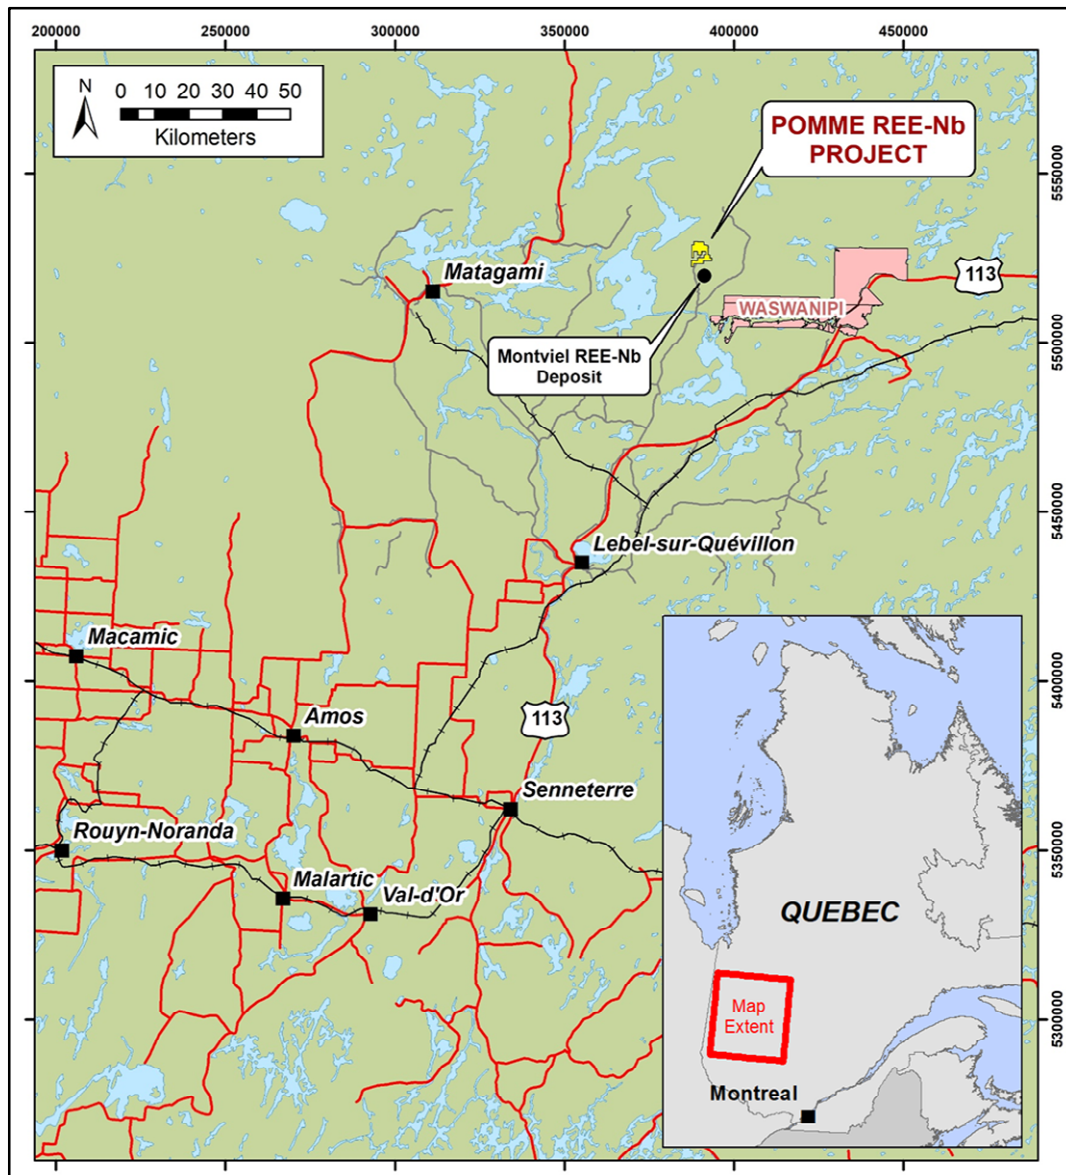 200000 250000 300000 350000 400000 450000
N
0 10 20 30 40 50
Kilometers
POMME REE-Nb
PROJECT
5550000
Matagami
113
WASWANIPI
Montviel REE-Nb
Deposit
5500000
5450000
Lebel-sur-Quévillon
Macamic
5400000
Amos
113
Senneterre
Rouyn-Noranda
5350000
Malartic
Val-d'Or
QUEBEC
Map
Extent
5300000
Montreal